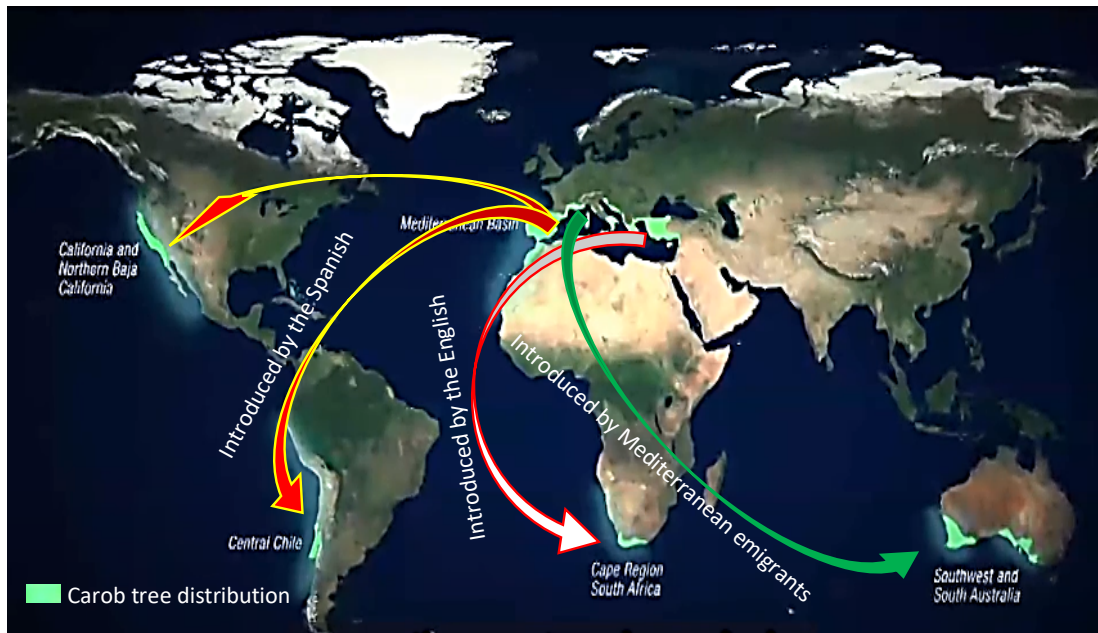 Mediterranean Basin
California and
Northern Baja
California
Introduced by the Spanish
Introduced by the English
Introduced by Mediterranean emigrants
Central Chile
Cape Region
South Africa
Southwest and
South Australia
Carob tree distribution